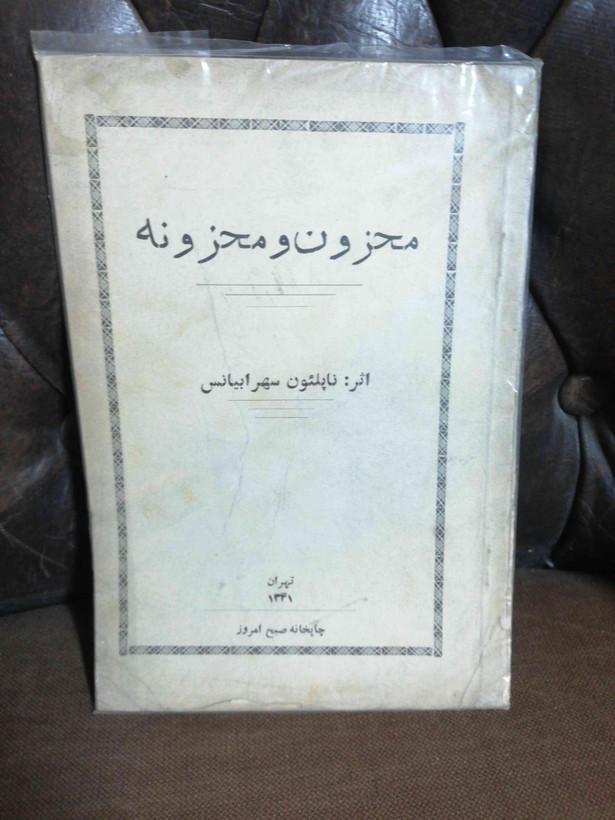 محزون و محزونه
اثر: ناپلئون سهرابیانس
تهران
۱۳۴۱
چاپخانه صبح امروز